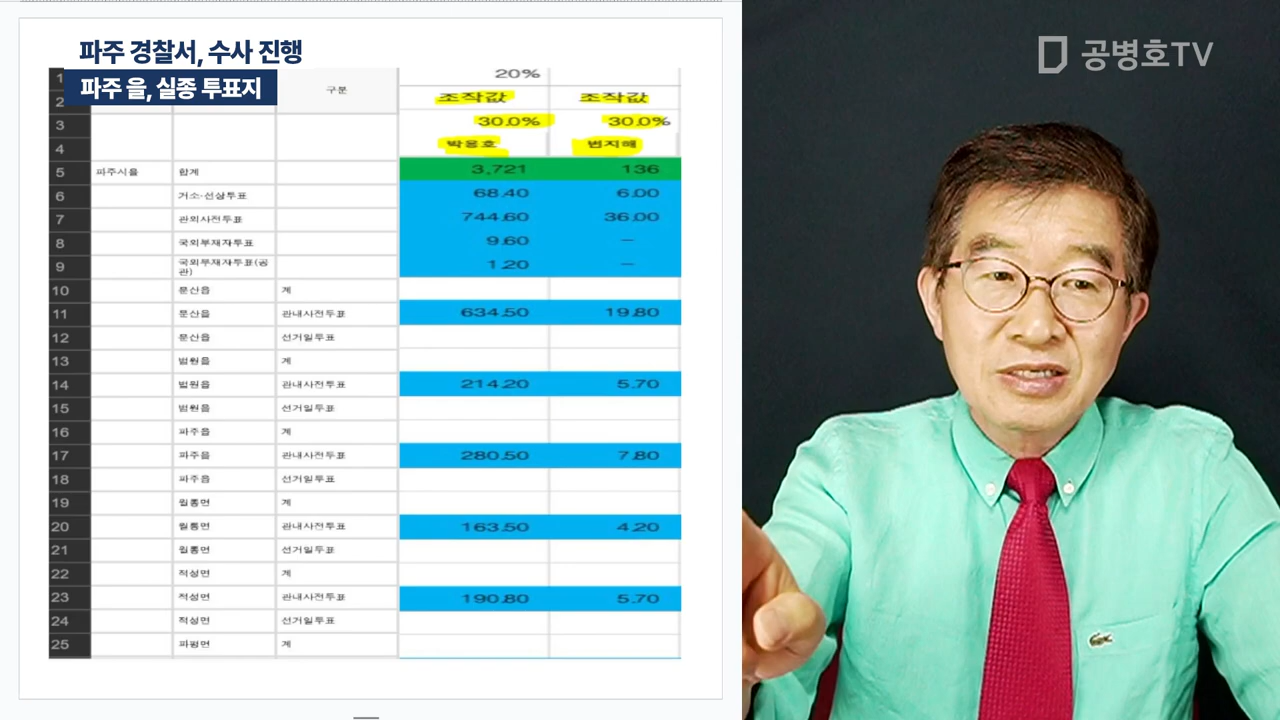 파주 경찰서, 수사 진행
파주 을, 실종 투표지
공병호TV
1 20%
2 구분 조작값 조작값
3 30.0% 30.0%
4 박용호 변지해
5 파주시을 합계 3,721 136
6 거소·선상투표 68.40 6.00
7 관외사전투표 744.60 36.00
8 국외부재자투표 9.60 –
9 국외부재자투표(공관) 1.20 –
10 문산읍 계
11 문산읍 관내사전투표 634.50 19.80
12 문산읍 선거일투표
13 법원읍 계
14 법원읍 관내사전투표 214.20 5.70
15 법원읍 선거일투표
16 파주읍 계
17 파주읍 관내사전투표 280.50 7.80
18 파주읍 선거일투표
19 월롱면 계
20 월롱면 관내사전투표 163.50 4.20
21 월롱면 선거일투표
22 적성면 계
23 적성면 관내사전투표 190.80 5.70
24 적성면 선거일투표
25 파평면 계